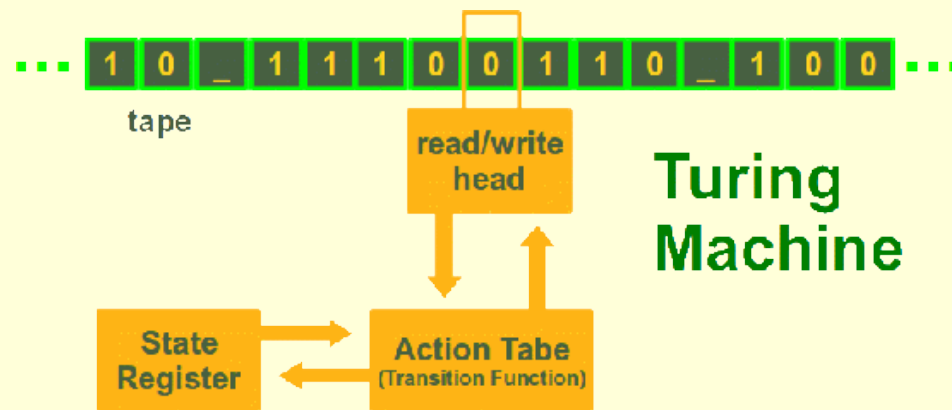 ... 1 0 _ 1 1 1 0 0 1 1 0 _ 1 0 0 ...
tape
read/write
head
Turing
Machine
State
Register
Action Tabe
(Transition Function)